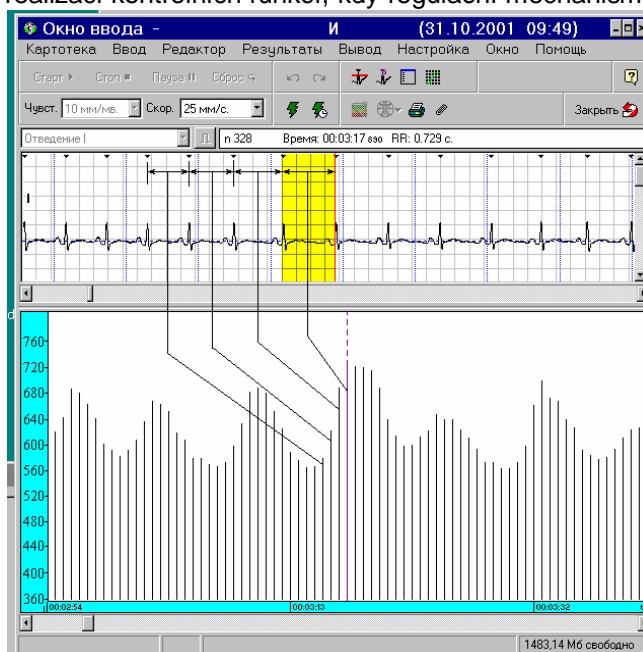 realizaci kontrolních funkcí, kdy regulační mechanism
Окно ввода - И (31.10.2001 09:49)
Картотека Ввод Редактор Результаты Вывод Настройка Окно Помощь
Старт Стоп Пауза Сброс
Чувст. 10 мм/мв. Скор. 25 мм/с. Закрыть
Отведение I n 328 Время: 00:03:17 890 RR: 0.729 с.
I
760
720
680
640
600
560
520
480
440
400
360
00:02:54 00:03:13 00:03:32
1483,14 Мб свободно